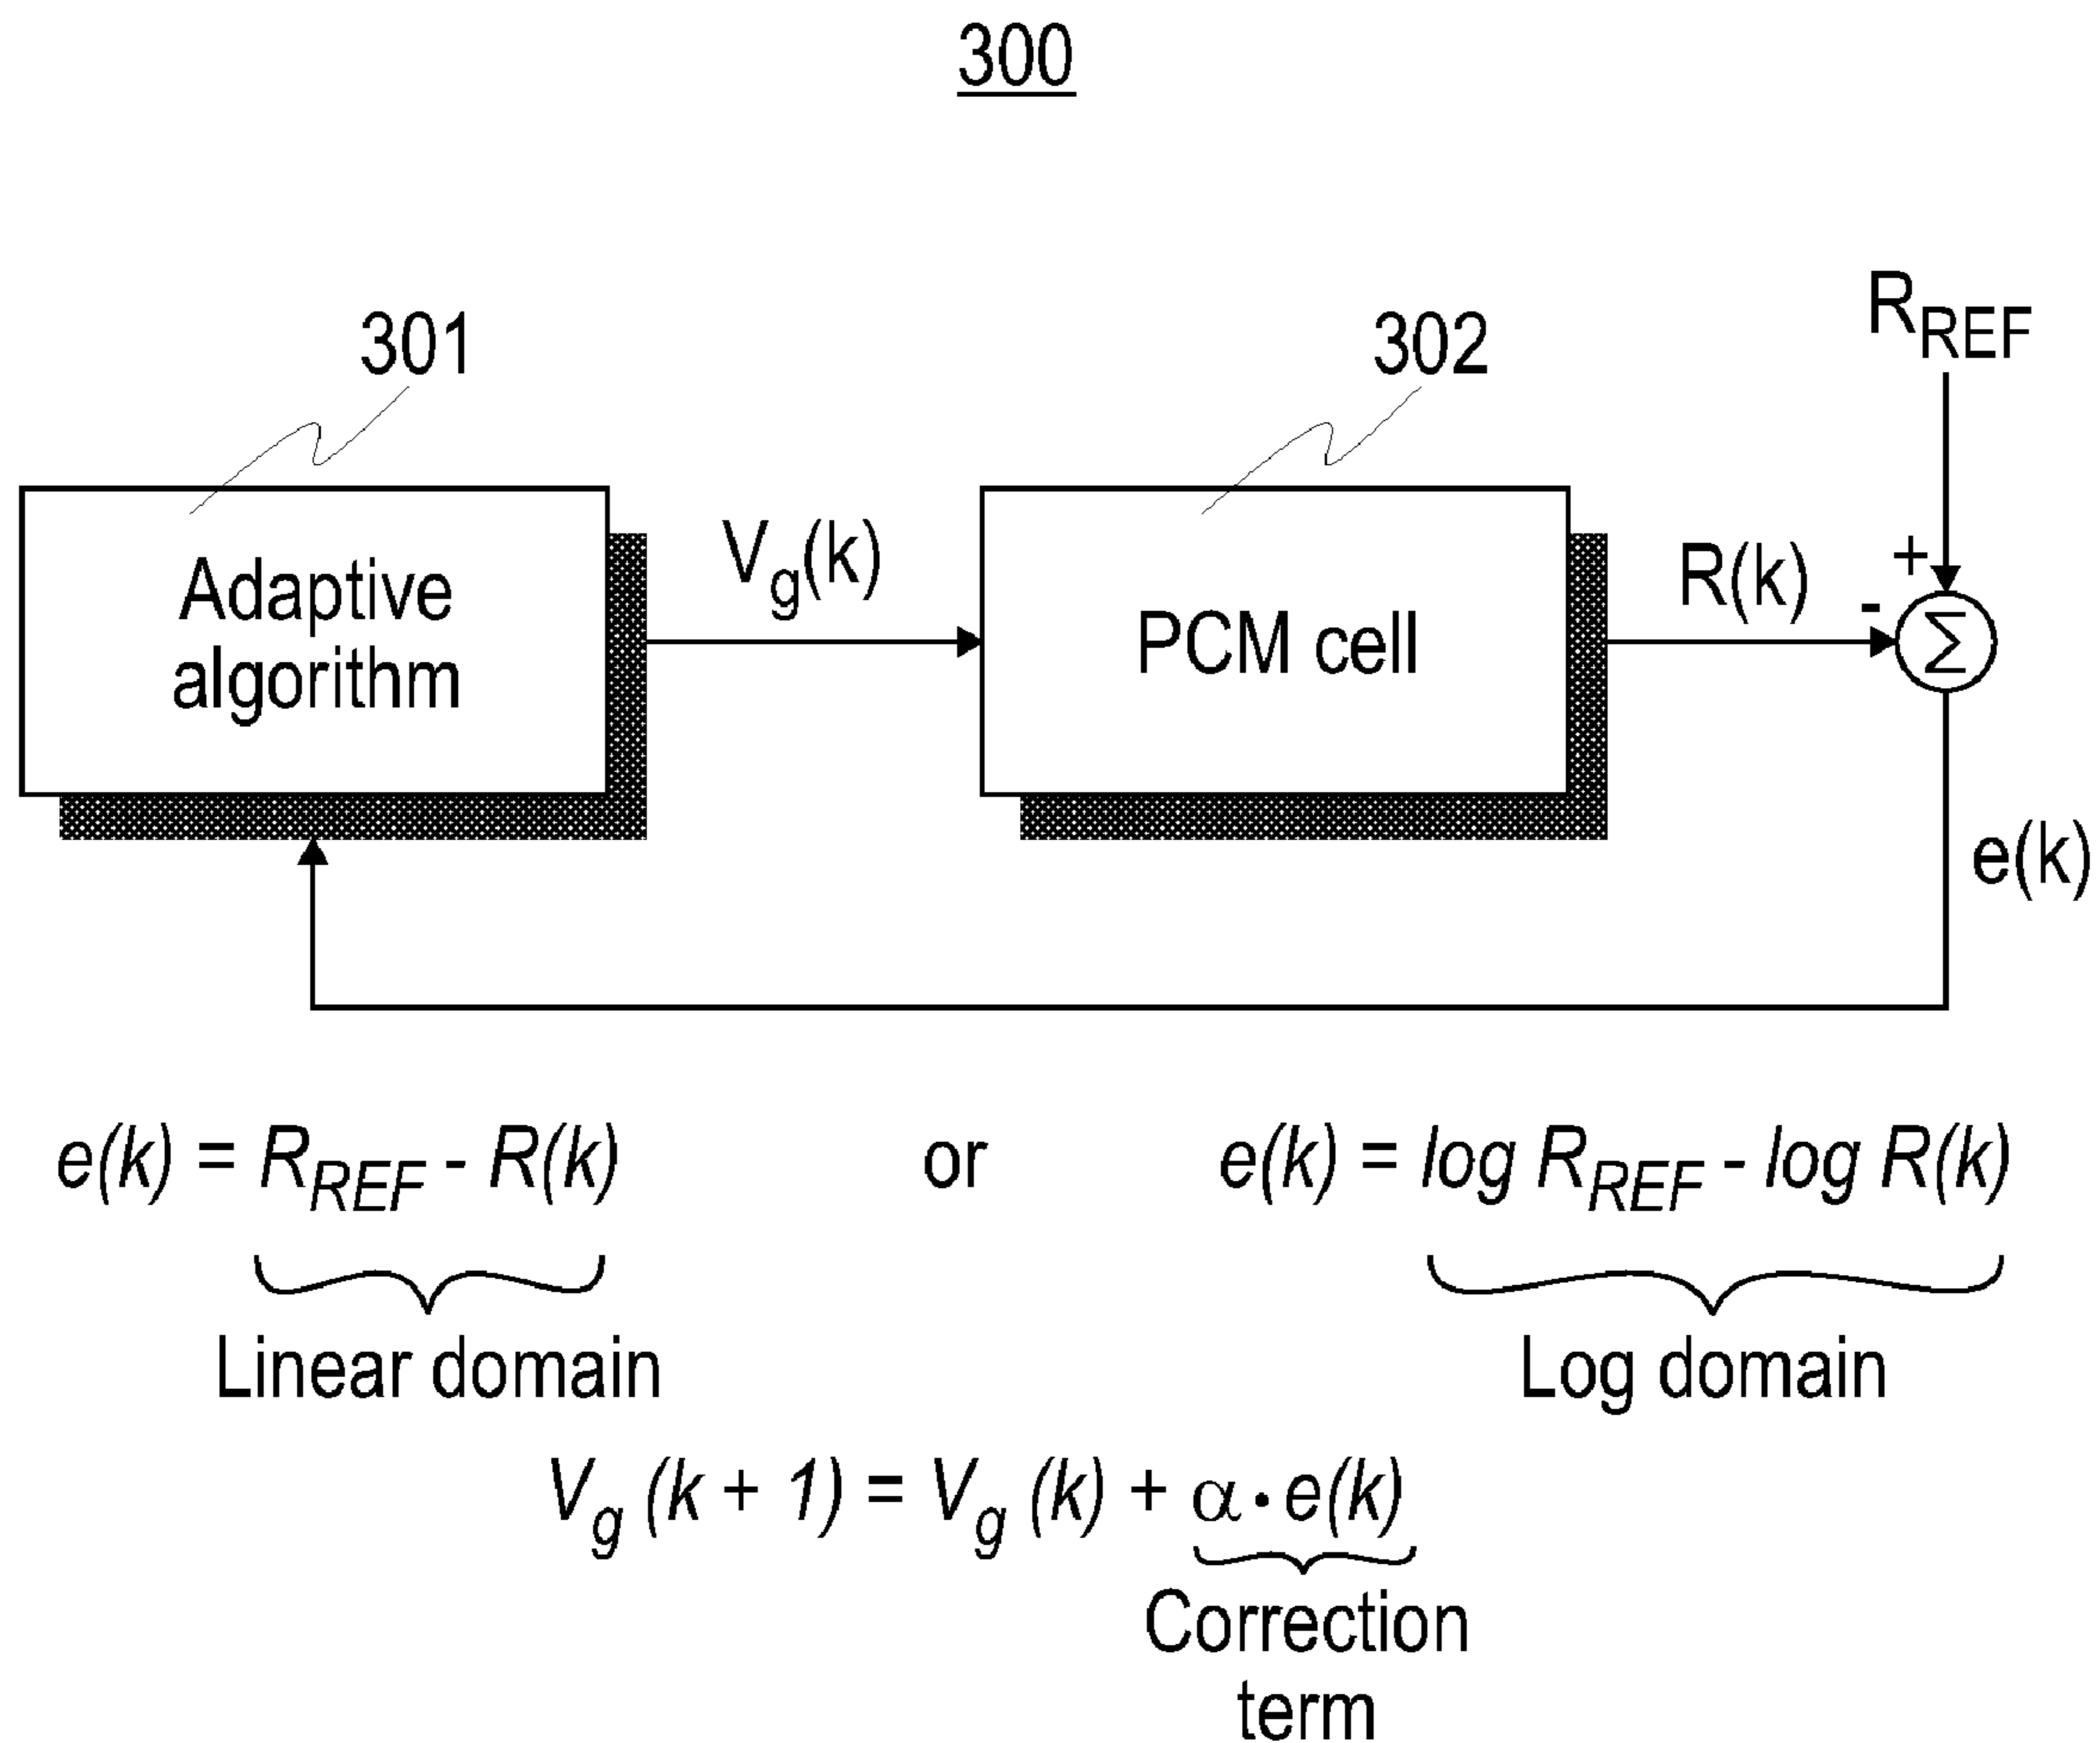 300
301
302
R_REF
Adaptive
algorithm
V_g(k)
PCM cell
R(k)
+
-
Σ
e(k)
e(k) = R_REF - R(k)
or
e(k) = log R_REF - log R(k)
Linear domain
Log domain
V_g (k + 1) = V_g (k) + α · e(k)
Correction
term